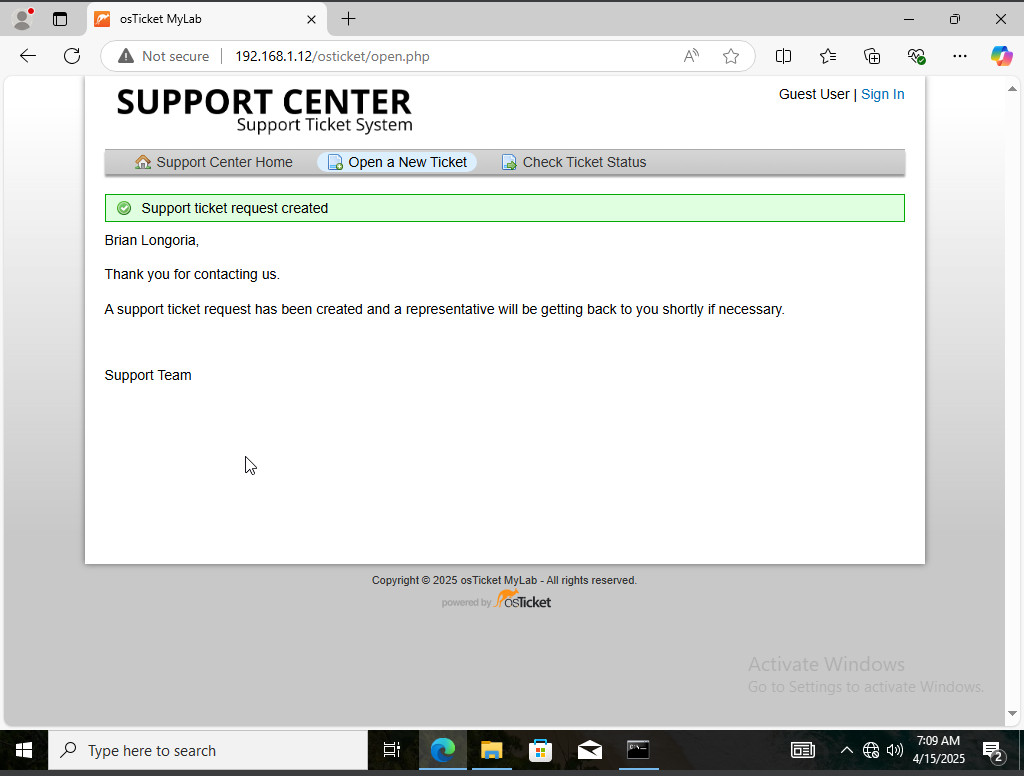 osTicket MyLab
Not secure
192.168.1.12/osticket/open.php
SUPPORT CENTER
Support Ticket System
Guest User | Sign In
Support Center Home
Open a New Ticket
Check Ticket Status
Support ticket request created
Brian Longoria,
Thank you for contacting us.
A support ticket request has been created and a representative will be getting back to you shortly if necessary.
Support Team
Copyright © 2025 osTicket MyLab - All rights reserved.
powered by osTicket
Activate Windows
Go to Settings to activate Windows.
Type here to search
7:09 AM
4/15/2025
2